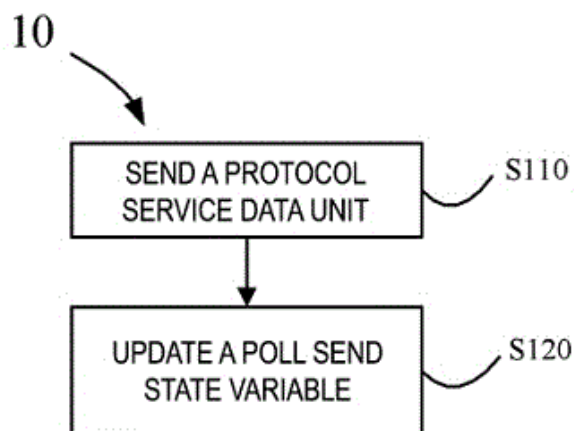 10
SEND A PROTOCOL
SERVICE DATA UNIT
S110
UPDATE A POLL SEND
STATE VARIABLE
S120